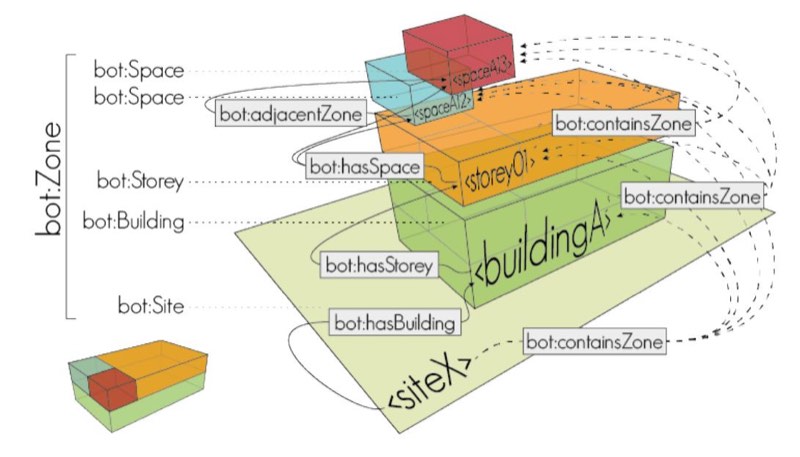 bot:Zone
bot:Space
bot:Space
bot:Storey
bot:Building
bot:Site
<spaceA13>
<spaceA12>
bot:adjacentZone
bot:containsZone
bot:hasSpace
<storey01>
bot:containsZone
<buildingA>
bot:hasStorey
bot:hasBuilding
bot:containsZone
<siteX>